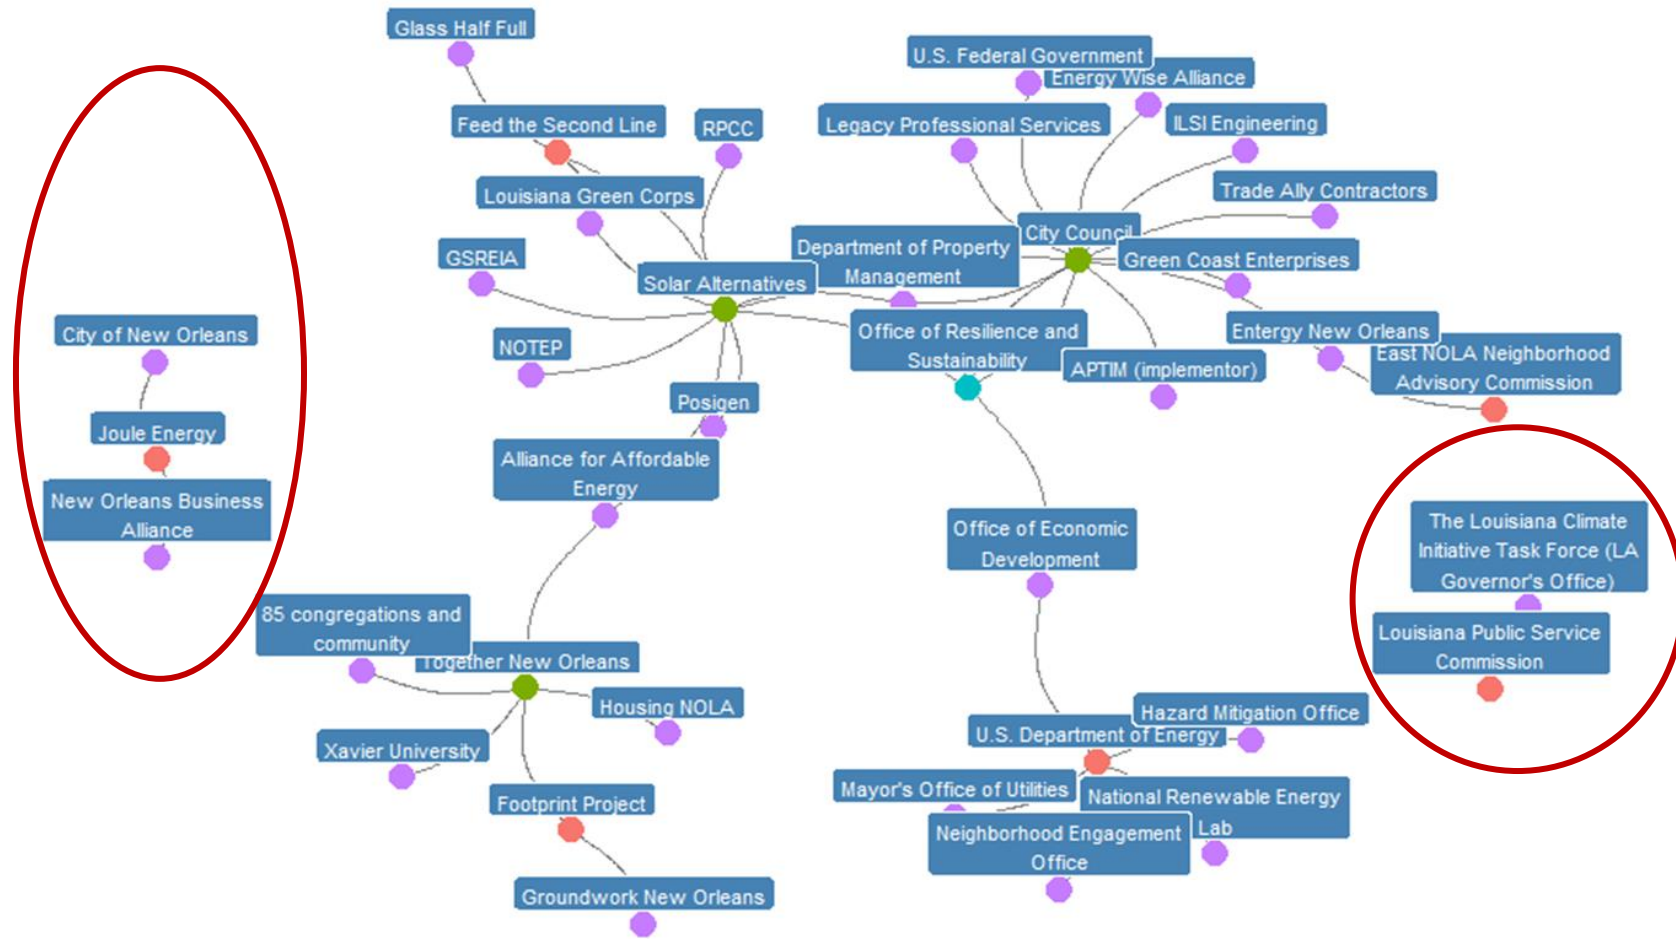 Glass Half Full
U.S. Federal Government
Energy Wise Alliance
Feed the Second Line
RPCC
Legacy Professional Services
ILSI Engineering
Louisiana Green Corps
Trade Ally Contractors
City Council
Department of Property
Management
GSREIA
Green Coast Enterprises
Solar Alternatives
City of New Orleans
NOTEP
Office of Resilience and
Sustainability
Entergy New Orleans
APTIM (implementor)
East NOLA Neighborhood
Advisory Commission
Posigen
Joule Energy
Alliance for Affordable
Energy
New Orleans Business
Alliance
Office of Economic
Development
The Louisiana Climate
Initiative Task Force (LA
Governor's Office)
85 congregations and
community
Together New Orleans
Louisiana Public Service
Commission
Housing NOLA
Hazard Mitigation Office
U.S. Department of Energy
Xavier University
Mayor's Office of Utilities
National Renewable Energy
Lab
Footprint Project
Neighborhood Engagement
Office
Groundwork New Orleans